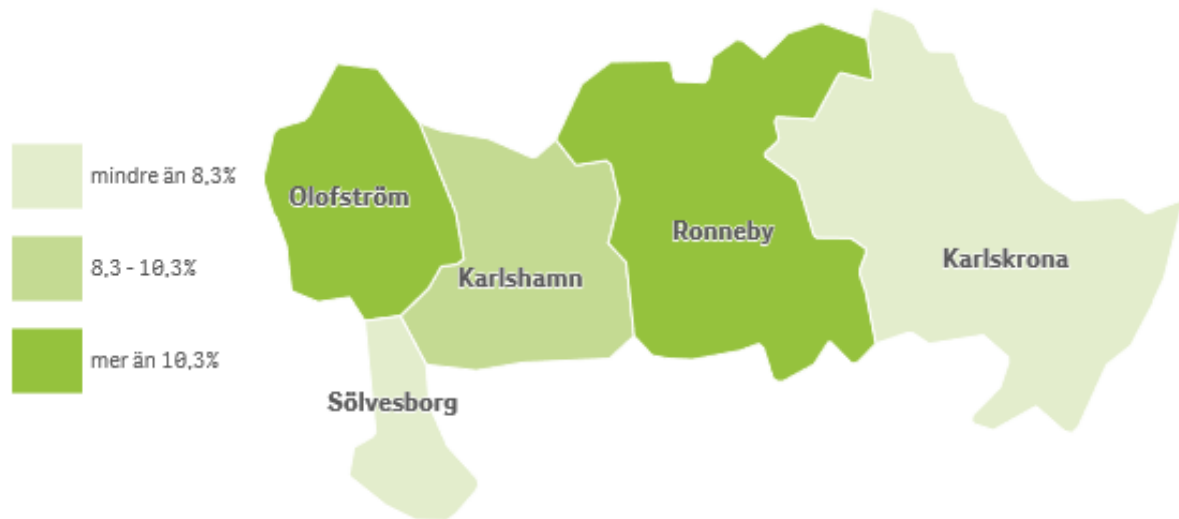 mindre än 8,3%
8,3 - 10,3%
mer än 10,3%
Olofström
Karlshamn
Ronneby
Karlskrona
Sölvesborg